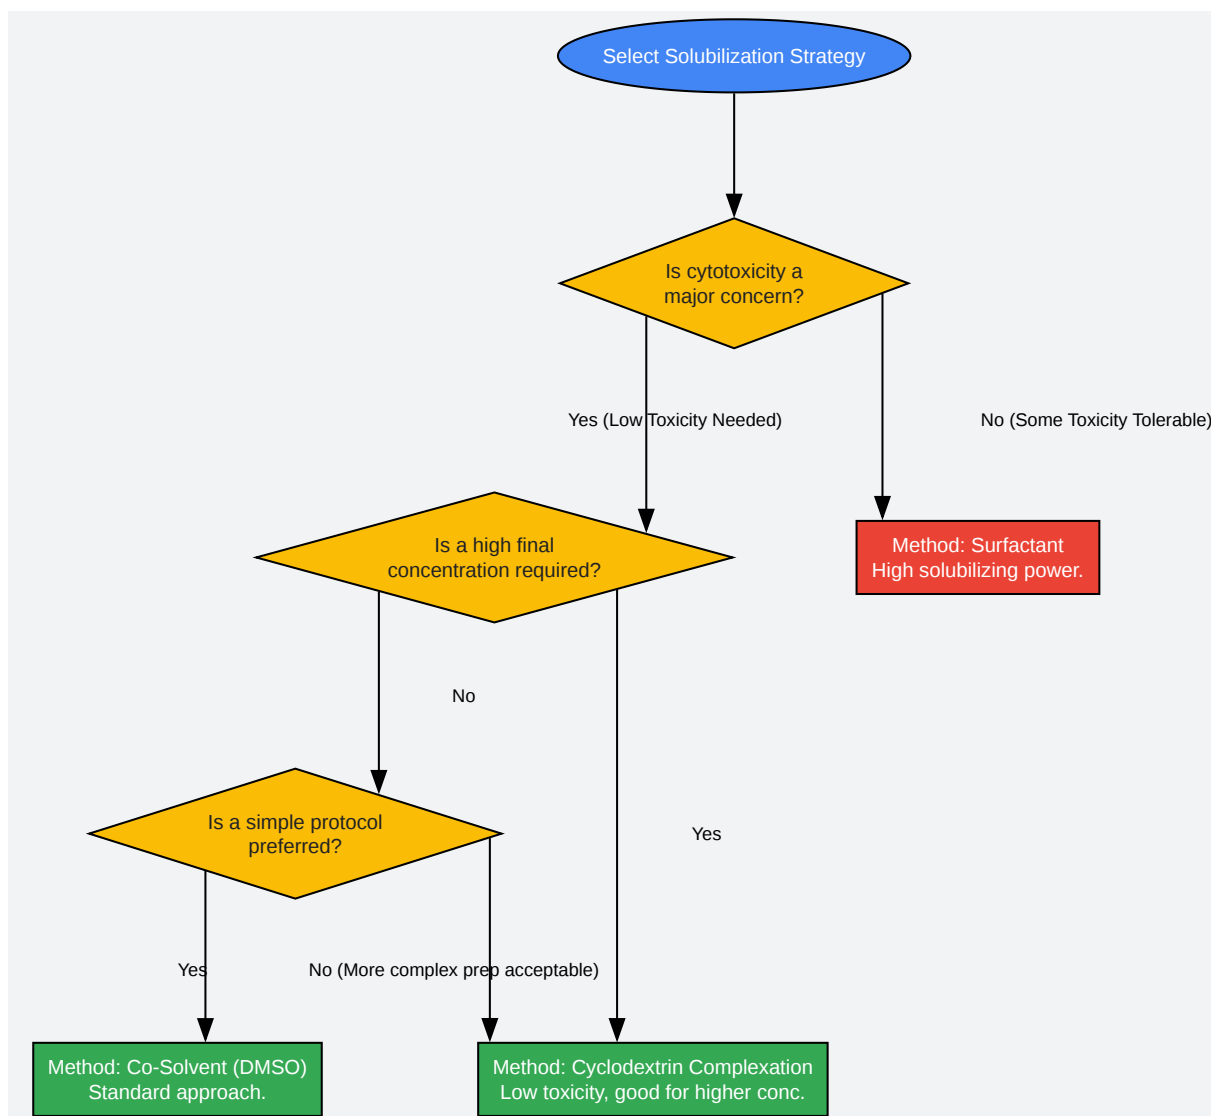 Select Solubilization Strategy
Is cytotoxicity a
major concern?
Yes (Low Toxicity Needed)
No (Some Toxicity Tolerable)
Is a high final
concentration required?
Method: Surfactant
High solubilizing power.
No
Is a simple protocol
preferred?
Yes
Yes
No (More complex prep acceptable)
Method: Co-Solvent (DMSO)
Standard approach.
Method: Cyclodextrin Complexation
Low toxicity, good for higher conc.